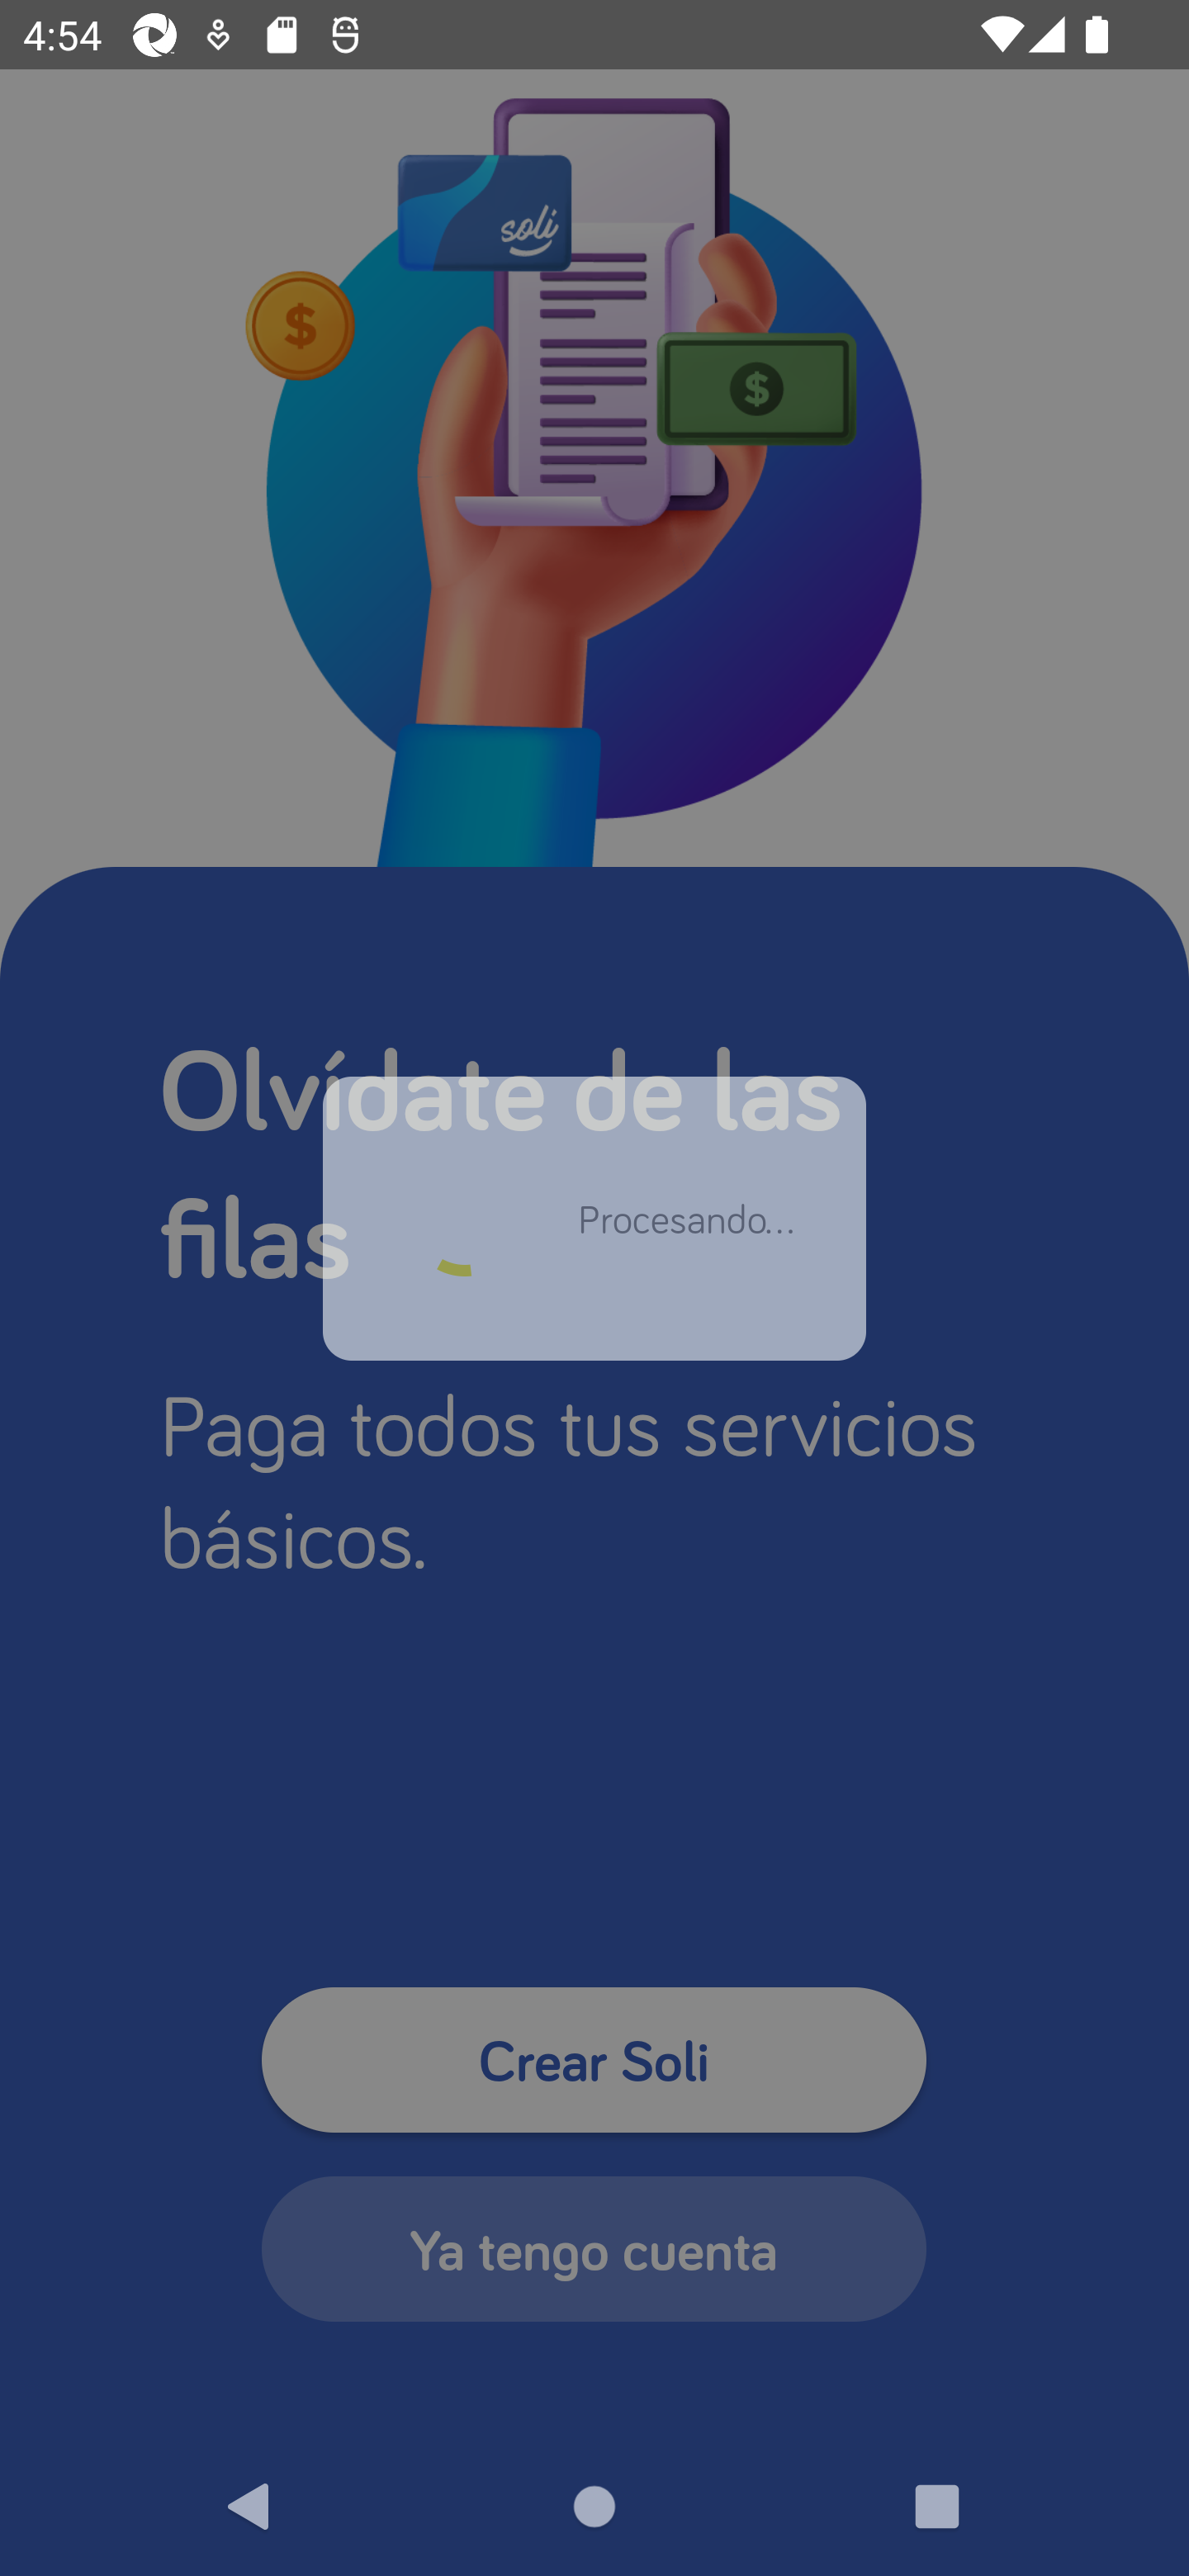 4:54
soli
$
$
Olvídate de las
filas
Procesando...
Paga todos tus servicios
básicos.
Crear Soli
Ya tengo cuenta